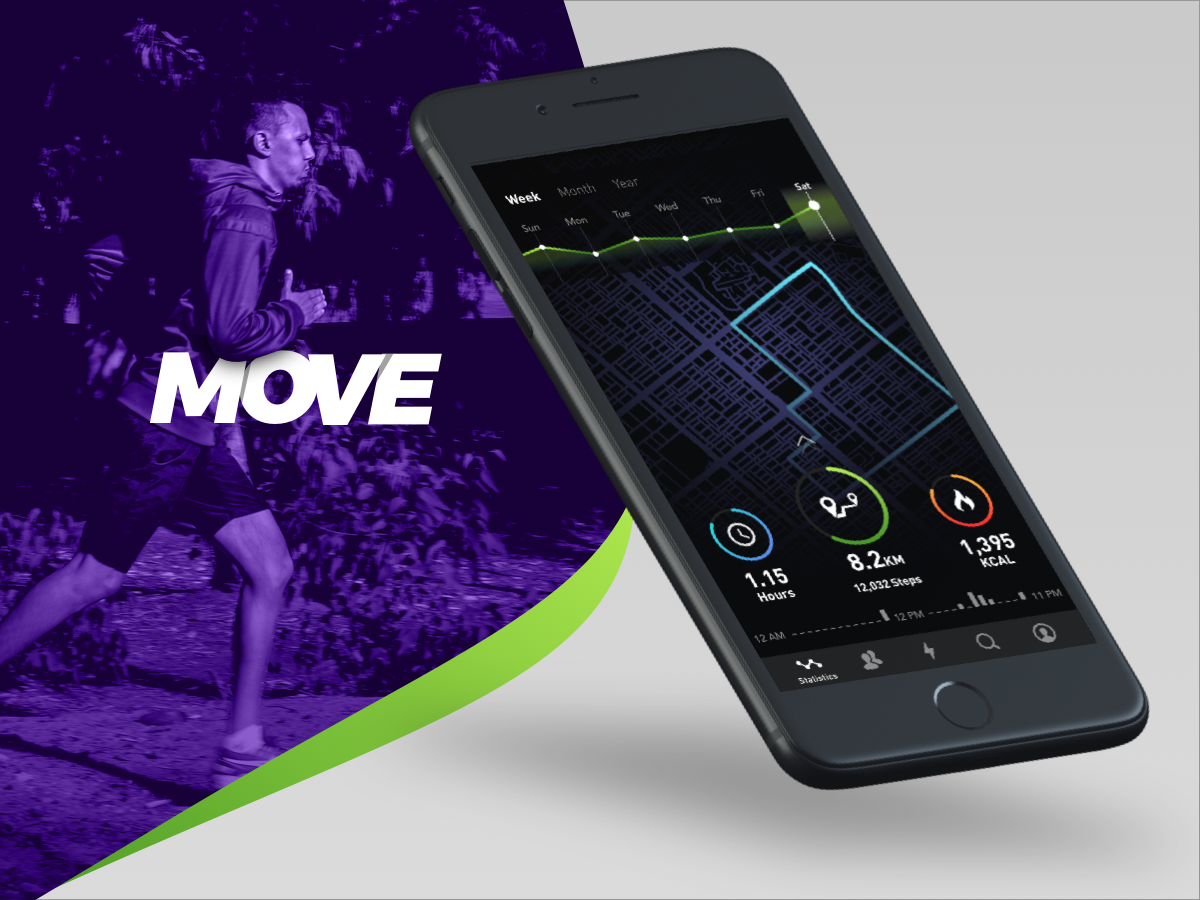 MOVE
Week Month Year
Sun Mon Tue Wed Thu Fri Sat
1.15
Hours
8.2KM
12,032 Steps
1,395
KCAL
12 AM 12 PM 11 PM
Statistics